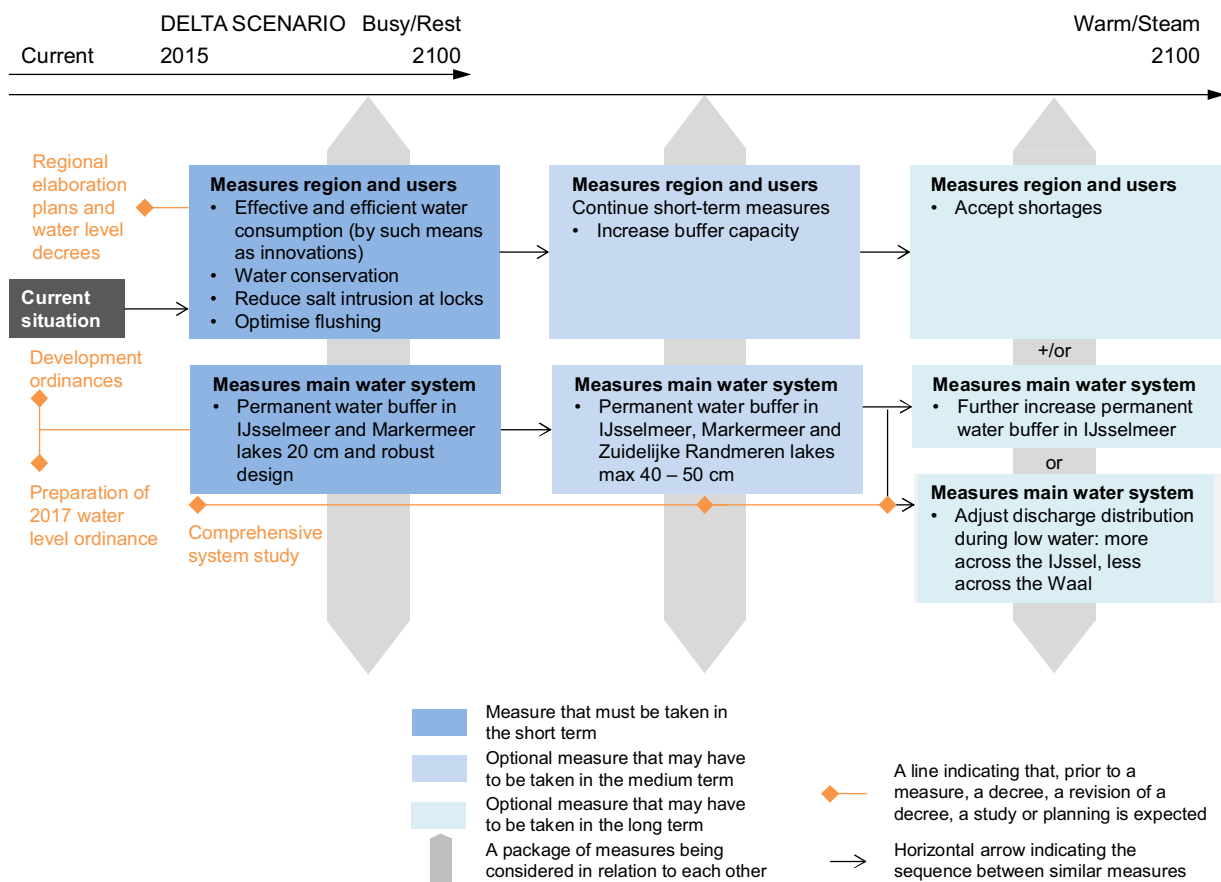 DELTA SCENARIO Busy/Rest
Warm/Steam
Current
2015
2100
2100
Regional
elaboration
plans and
water level
decrees
Measures region and users
• Effective and efficient water
consumption (by such means
as innovations)
• Water conservation
• Reduce salt intrusion at locks
• Optimise flushing
Measures region and users
Continue short-term measures
• Increase buffer capacity
Measures region and users
• Accept shortages
Current
situation
+/or
Development
ordinances
Measures main water system
• Permanent water buffer in
IJsselmeer and Markermeer
lakes 20 cm and robust
design
Measures main water system
• Permanent water buffer in
IJsselmeer, Markermeer and
Zuidelijke Randmeren lakes
max 40 – 50 cm
Measures main water system
• Further increase permanent
water buffer in IJsselmeer
or
Preparation of
2017 water
level ordinance
Comprehensive
system study
Measures main water system
• Adjust discharge distribution
during low water: more
across the IJssel, less
across the Waal
Measure that must be taken in
the short term
Optional measure that may have
to be taken in the medium term
Optional measure that may have
to be taken in the long term
A package of measures being
considered in relation to each other
A line indicating that, prior to a
measure, a decree, a revision of a
decree, a study or planning is expected
Horizontal arrow indicating the
sequence between similar measures